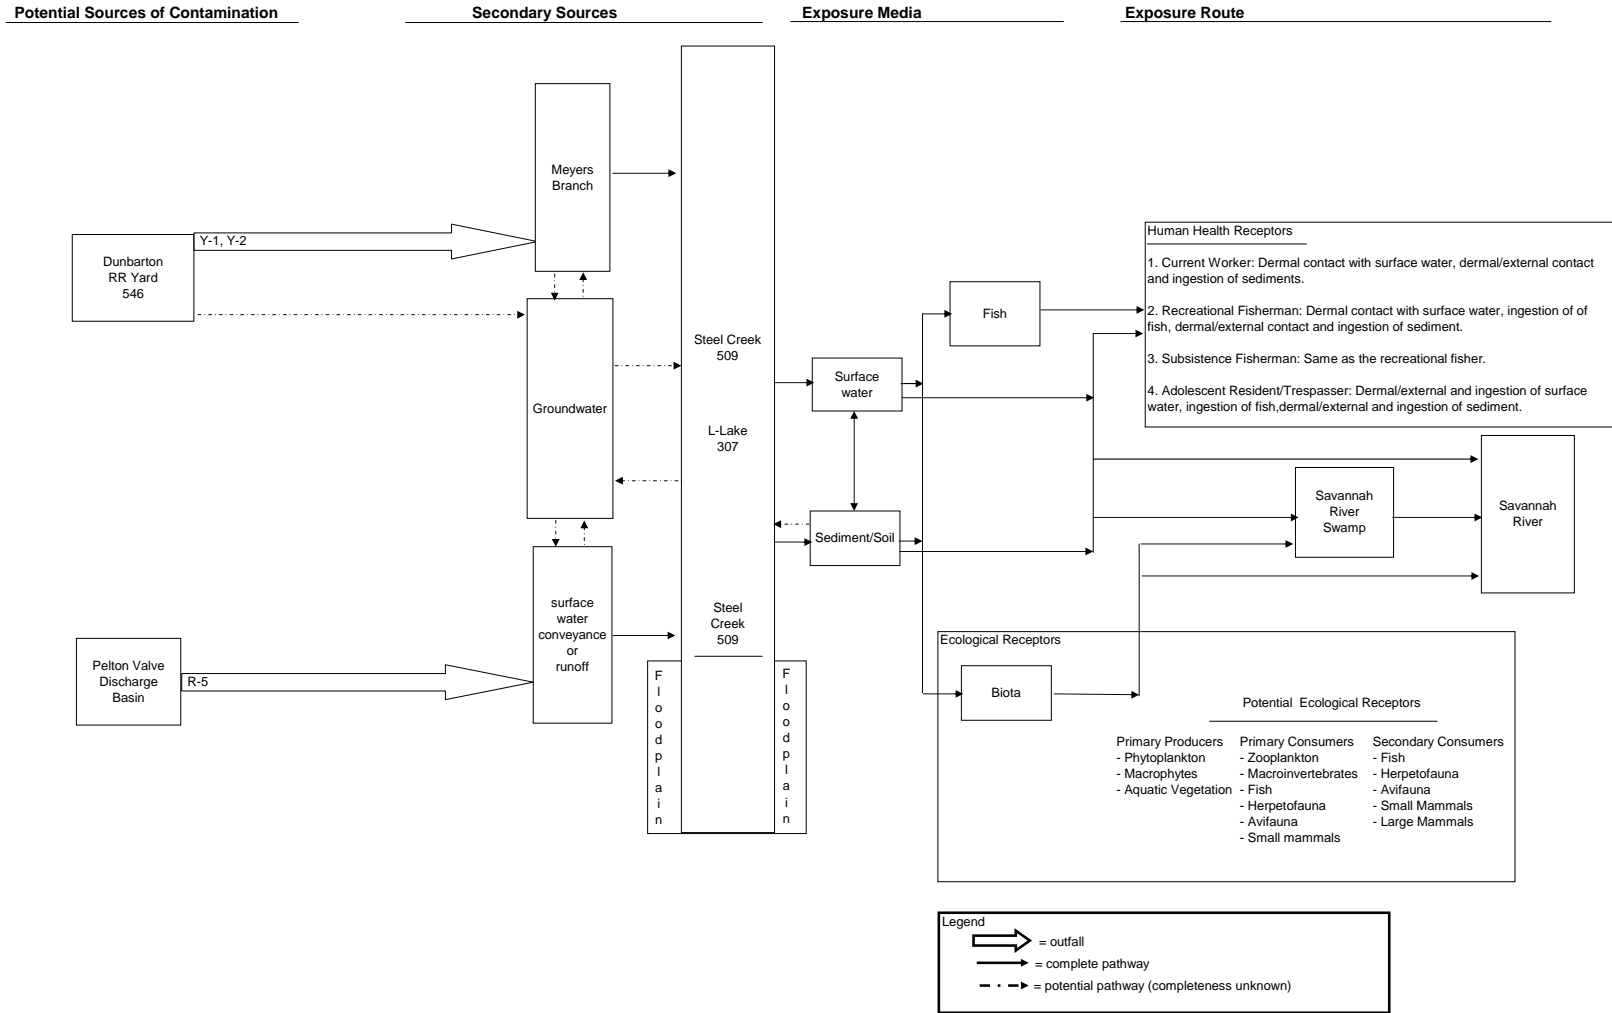 Potential Sources of Contamination
Secondary Sources
Exposure Media
Exposure Route
Meyers
Branch
Y-1, Y-2
Dunbarton
RR Yard
546
Groundwater
surface
water
conveyance
or
runoff
Pelton Valve
Discharge
Basin
R-5
Steel Creek
509
L-Lake
307
Steel
Creek
509
F
l
o
o
d
p
l
a
i
n
F
l
o
o
d
p
l
a
i
n
Surface
water
Sediment/Soil
Fish
Human Health Receptors
1. Current Worker: Dermal contact with surface water, dermal/external contact
and ingestion of sediments.
2. Recreational Fisherman: Dermal contact with surface water, ingestion of of
fish, dermal/external contact and ingestion of sediment.
3. Subsistence Fisherman: Same as the recreational fisher.
4. Adolescent Resident/Trespasser: Dermal/external and ingestion of surface
water, ingestion of fish,dermal/external and ingestion of sediment.
Savannah
River
Swamp
Savannah
River
Ecological Receptors
Biota
Potential Ecological Receptors
Primary Producers
- Phytoplankton
- Macrophytes
- Aquatic Vegetation
Primary Consumers
- Zooplankton
- Macroinvertebrates
- Fish
- Herpetofauna
- Avifauna
- Small mammals
Secondary Consumers
- Fish
- Herpetofauna
- Avifauna
- Small Mammals
- Large Mammals
Legend
= outfall
= complete pathway
= potential pathway (completeness unknown)